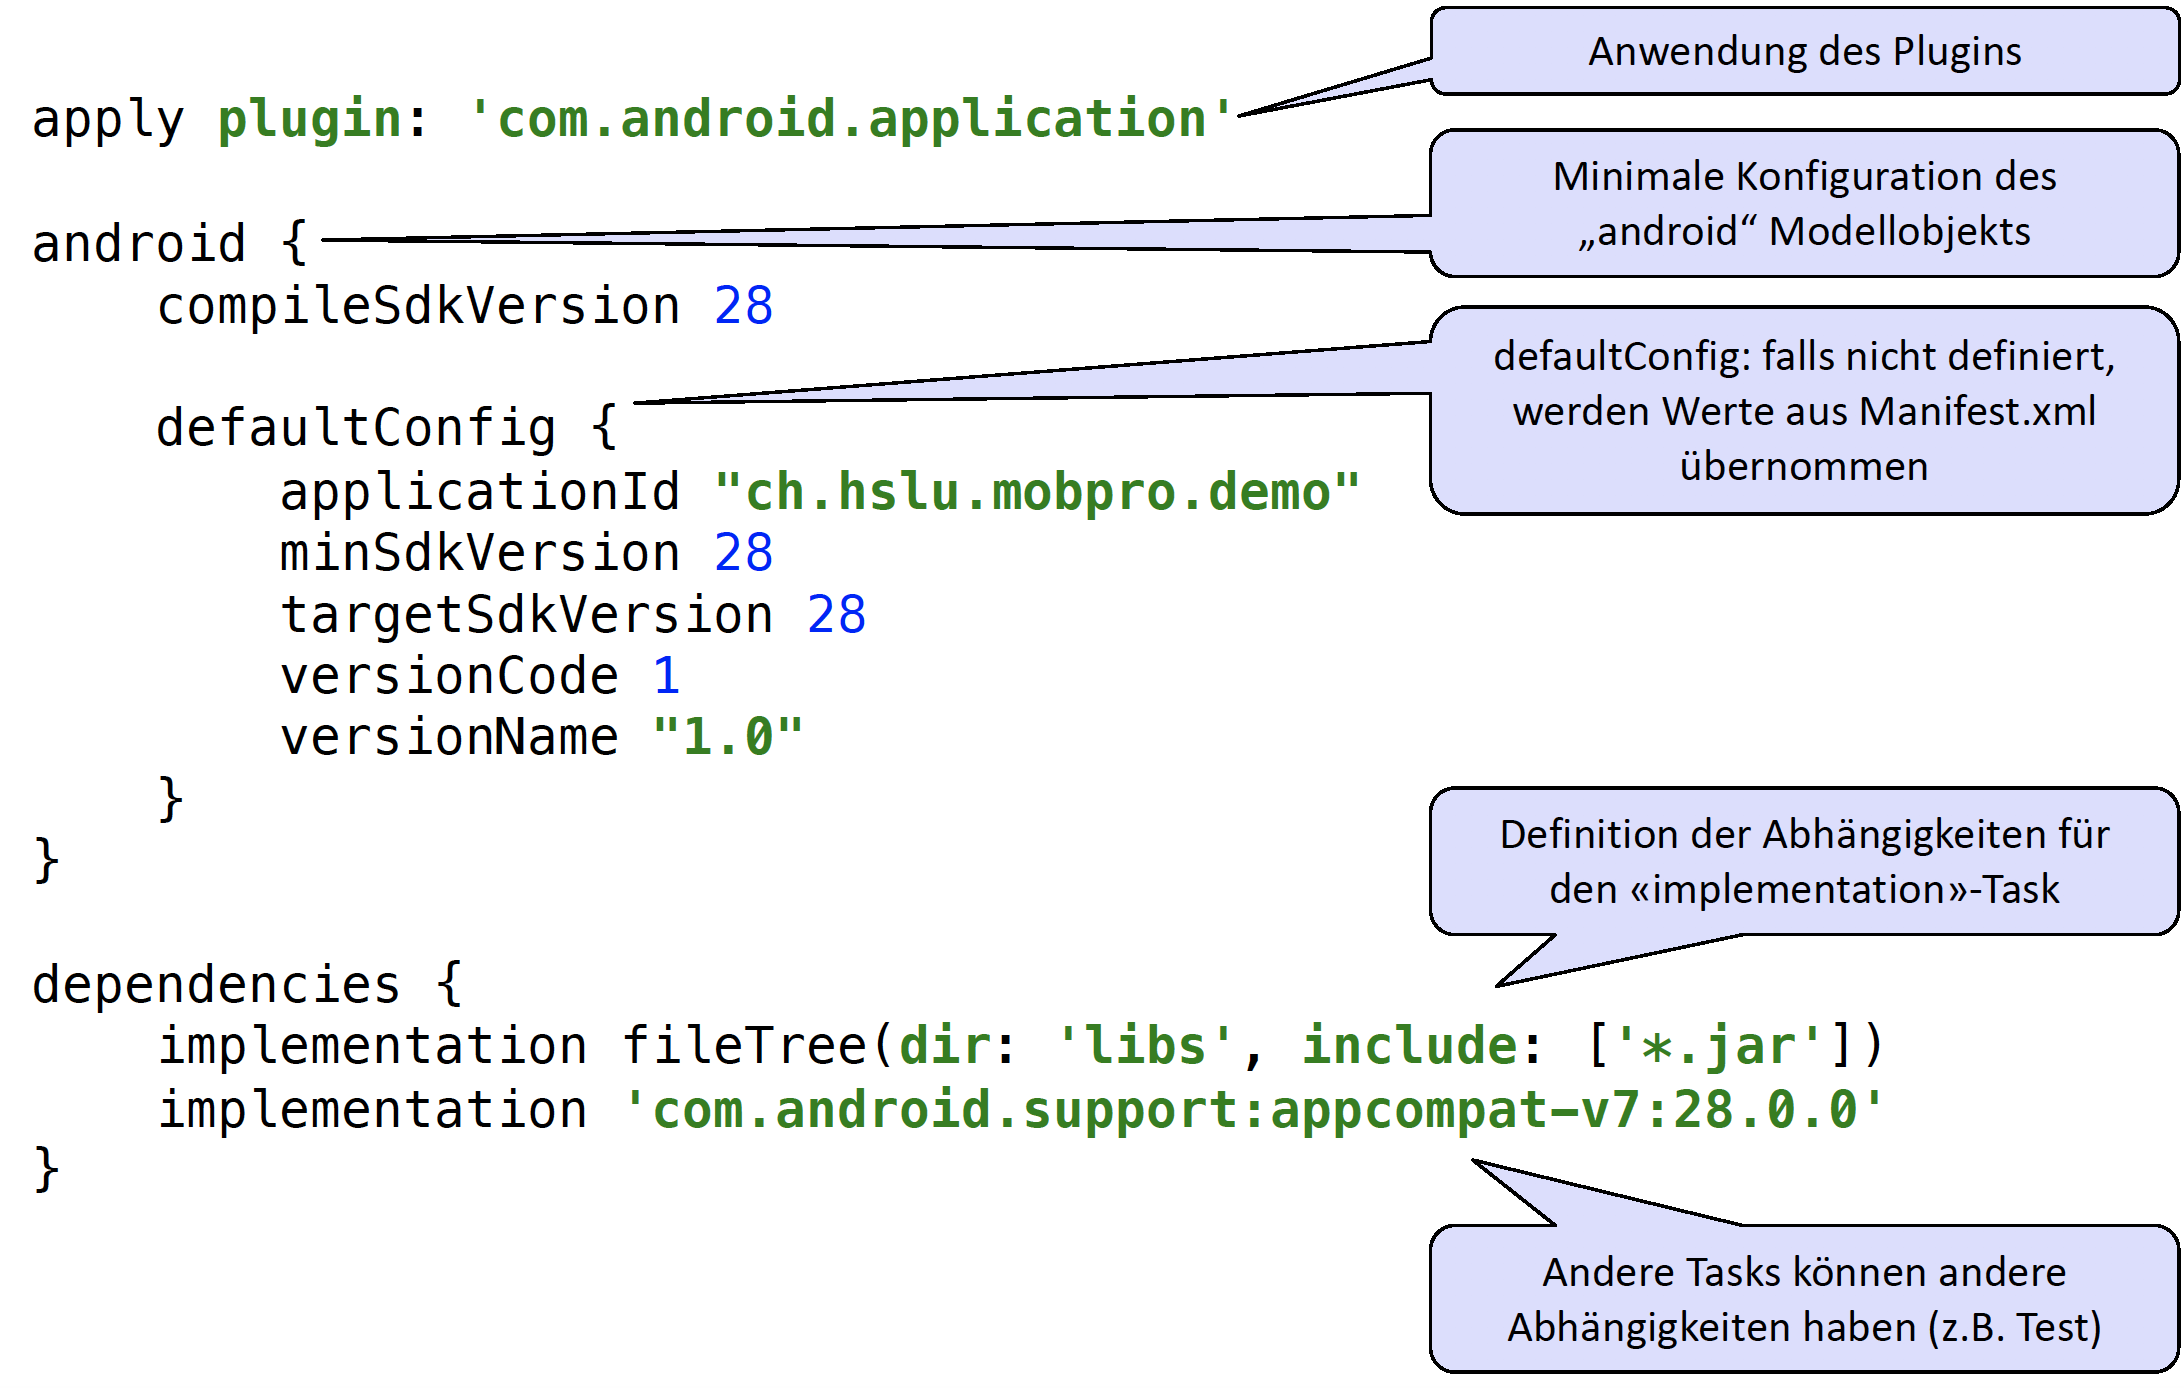 Anwendung des Plugins
apply plugin: 'com.android.application'
Minimale Konfiguration des
„android“ Modellobjekts
android {
    compileSdkVersion 28
defaultConfig: falls nicht definiert,
werden Werte aus Manifest.xml
übernommen
    defaultConfig {
        applicationId "ch.hslu.mobpro.demo"
        minSdkVersion 28
        targetSdkVersion 28
        versionCode 1
        versionName "1.0"
    }
}
Definition der Abhängigkeiten für
den «implementation»-Task
dependencies {
    implementation fileTree(dir: 'libs', include: ['*.jar'])
    implementation 'com.android.support:appcompat-v7:28.0.0'
}
Andere Tasks können andere
Abhängigkeiten haben (z.B. Test)